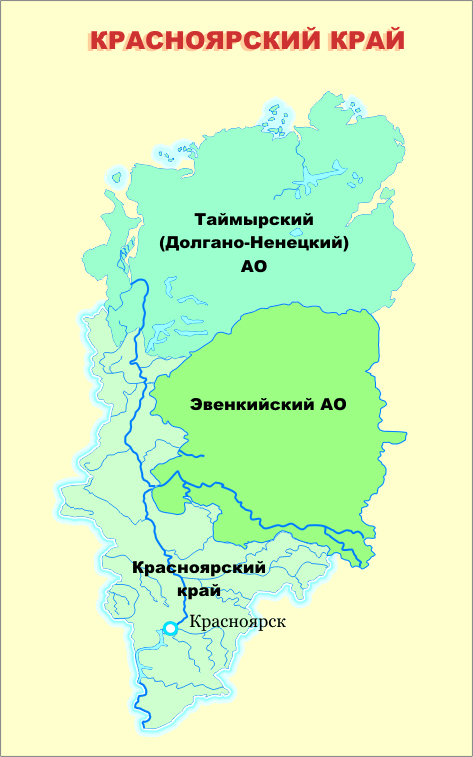 КРАСНОЯРСКИЙ КРАЙ
Таймырский
(Долгано-Ненецкий)
АО
Эвенкийский АО
Красноярский
край
Красноярск